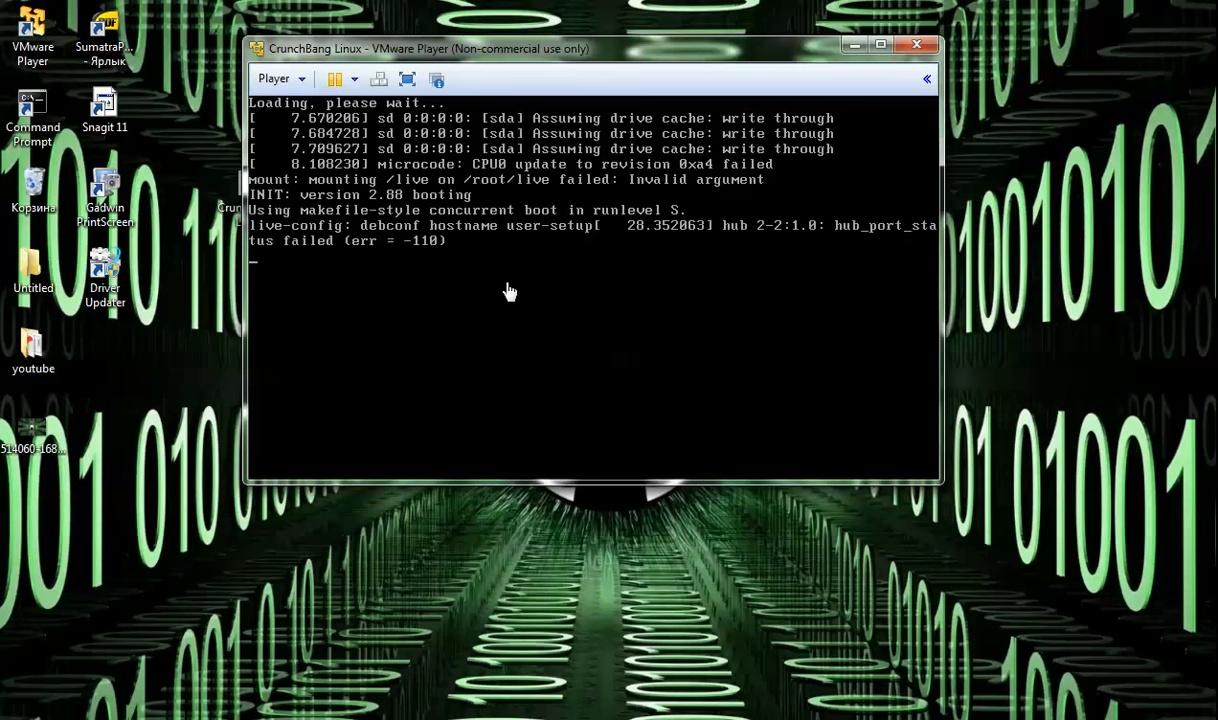 VMware
Player
SumatraP...
- Ярлык
Command
Prompt
Snagit 11
Корзина
Gadwin
PrintScreen
Untitled
Driver
Updater
youtube
514060-168...
Crun
CrunchBang Linux - VMware Player (Non-commercial use only)
Player
Loading, please wait...
[    7.670206] sd 0:0:0:0: [sda] Assuming drive cache: write through
[    7.684728] sd 0:0:0:0: [sda] Assuming drive cache: write through
[    7.709627] sd 0:0:0:0: [sda] Assuming drive cache: write through
[    8.108230] microcode: CPU0 update to revision 0xa4 failed
mount: mounting /live on /root/live failed: Invalid argument
INIT: version 2.88 booting
Using makefile-style concurrent boot in runlevel S.
live-config: debconf hostname user-setup[   28.352063] hub 2-2:1.0: hub_port_sta
tus failed (err = -110)